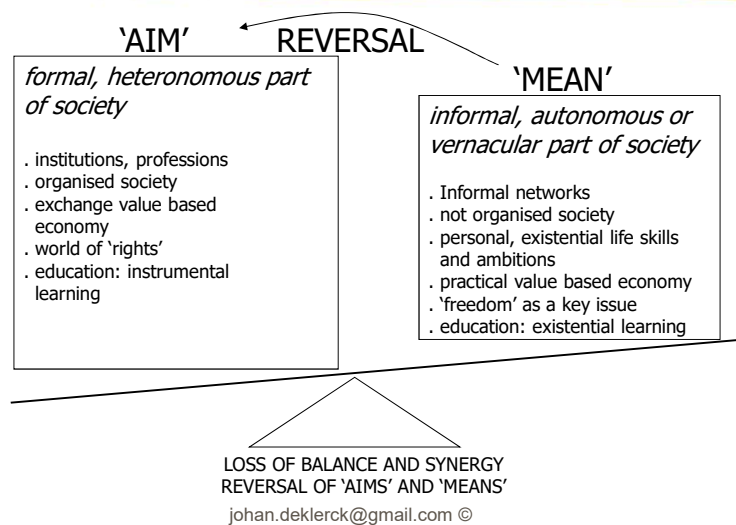 ‘AIM’ REVERSAL
‘MEAN’
formal, heteronomous part
of society
. institutions, professions
. organised society
. exchange value based
economy
. world of ‘rights’
. education: instrumental
learning
informal, autonomous or
vernacular part of society
. Informal networks
. not organised society
. personal, existential life skills
and ambitions
. practical value based economy
. ‘freedom’ as a key issue
. education: existential learning
LOSS OF BALANCE AND SYNERGY
REVERSAL OF ‘AIMS’ AND ‘MEANS’
johan.deklerck@gmail.com ©